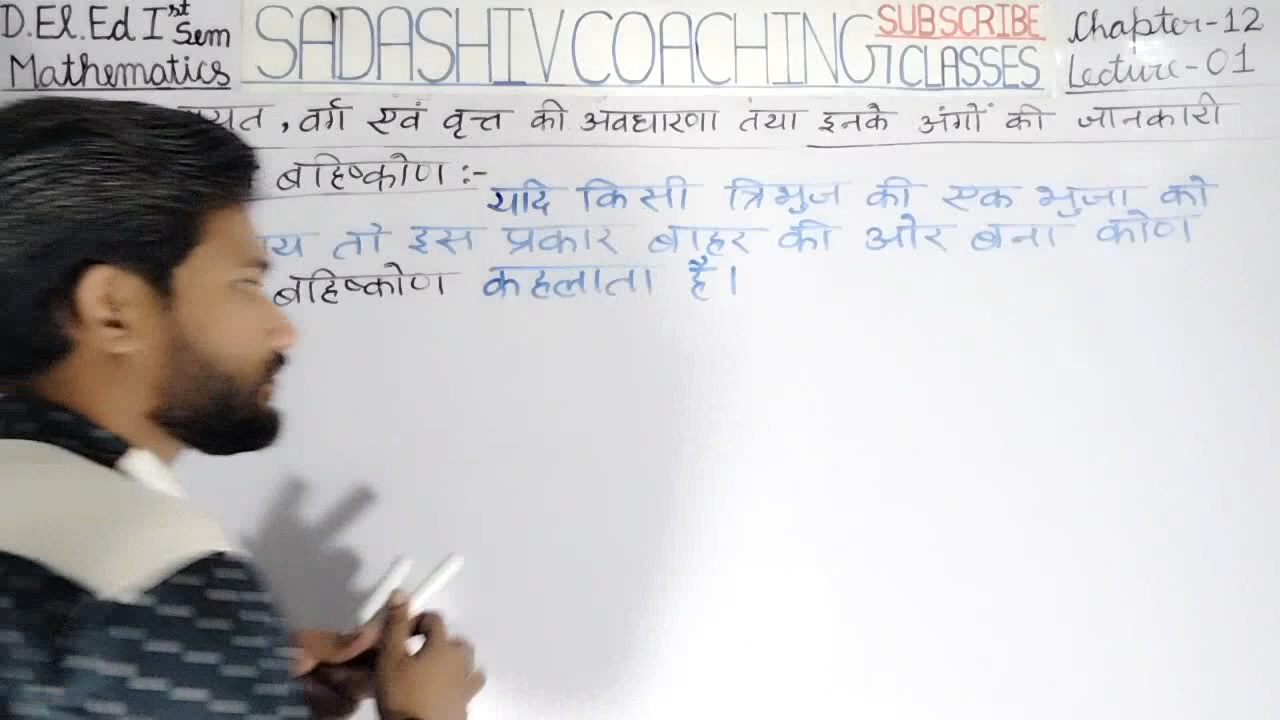 D.El.Ed Ist Sem
Mathematics
SADASHIV COACHING CLASSES
SUBSCRIBE
Chapter-12
Lecture-01
, वर्ग एवं वृत्त की अवधारणा तथा इनके अंगों की जानकारी
बहिष्कोण :-
यदि किसी त्रिभुज की एक भुजा को
तो इस प्रकार बाहर की ओर बना कोण
बहिष्कोण कहलाता है।